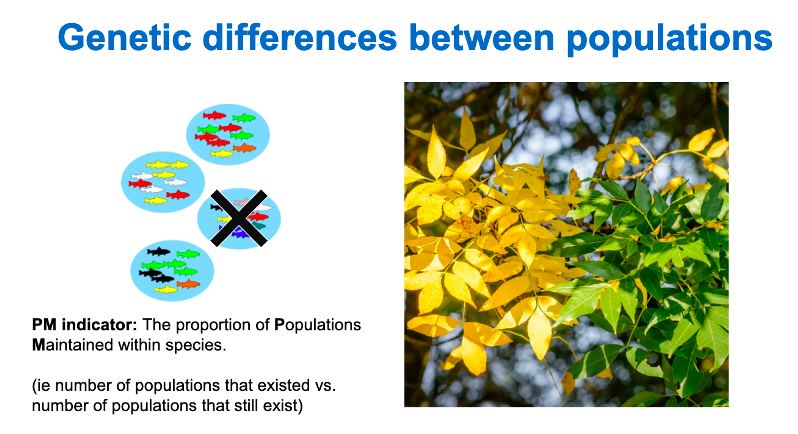 Genetic differences between populations
PM indicator: The proportion of Populations
Maintained within species.
(ie number of populations that existed vs.
number of populations that still exist)